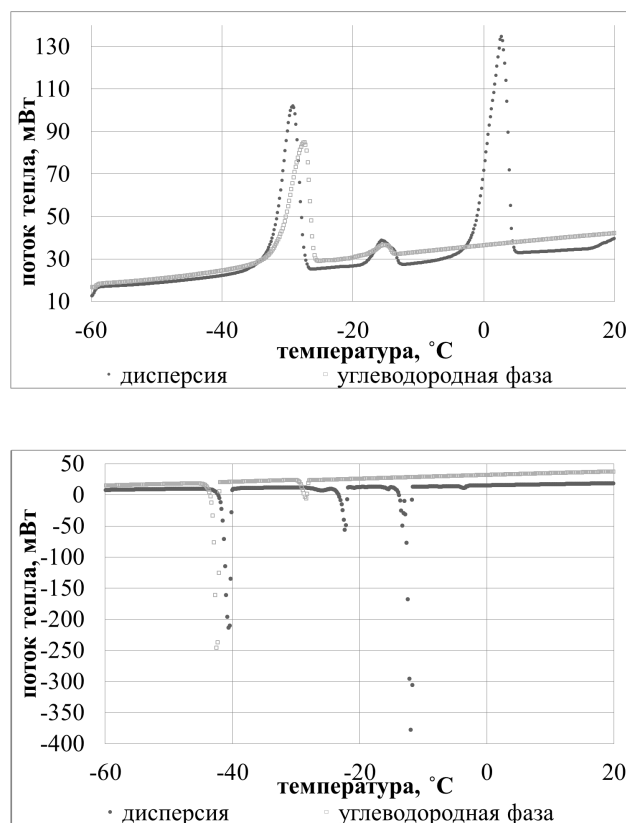 130
110
90
70
50
30
10
поток тепла, мВт
-60 -40 -20 0 20
температура, ˚С
дисперсия углеводородная фаза
50
0
-50
-100
-150
-200
-250
-300
-350
-400
поток тепла, мВт
-60 -40 -20 0 20
температура, ˚С
дисперсия углеводородная фаза